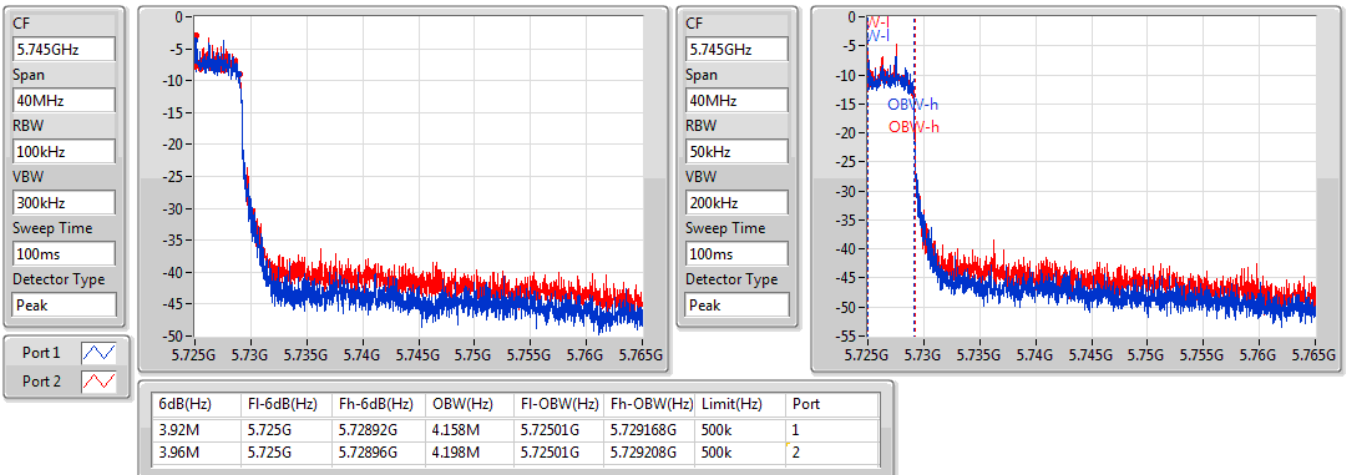 CF
5.745GHz
Span
40MHz
RBW
100kHz
VBW
300kHz
Sweep Time
100ms
Detector Type
Peak
Port 1
Port 2
0-
-5-
-10-
-15-
-20-
-25-
-30-
-35-
-40-
-45-
-50-
5.725G 5.73G 5.735G 5.74G 5.745G 5.75G 5.755G 5.76G 5.765G
CF
5.745GHz
Span
40MHz
RBW
50kHz
VBW
200kHz
Sweep Time
100ms
Detector Type
Peak
0-
-5-
-10-
-15-
-20-
-25-
-30-
-35-
-40-
-45-
-50-
-55-
W-l
W-l
OBW-h
OBW-h
5.725G 5.73G 5.735G 5.74G 5.745G 5.75G 5.755G 5.76G 5.765G
6dB(Hz) Fl-6dB(Hz) Fh-6dB(Hz) OBW(Hz) Fl-OBW(Hz) Fh-OBW(Hz) Limit(Hz) Port
3.92M 5.725G 5.72892G 4.158M 5.72501G 5.729168G 500k 1
3.96M 5.725G 5.72896G 4.198M 5.72501G 5.729208G 500k 2